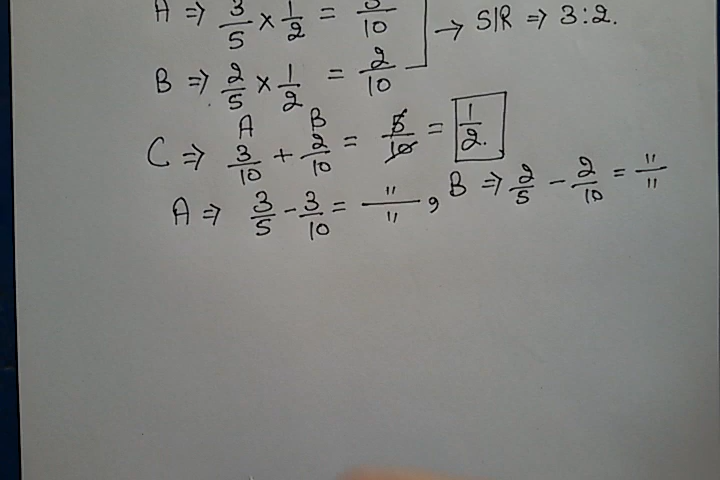 A ⇒ 3/5 × 1/2 = 3/10
→ S/R ⇒ 3:2.
B ⇒ 2/5 × 1/2 = 2/10
A B
C ⇒ 3/10 + 2/10 = 5/10 = 1/2.
A ⇒ 3/5 - 3/10 = "/" , B ⇒ 2/5 - 2/10 = "/"